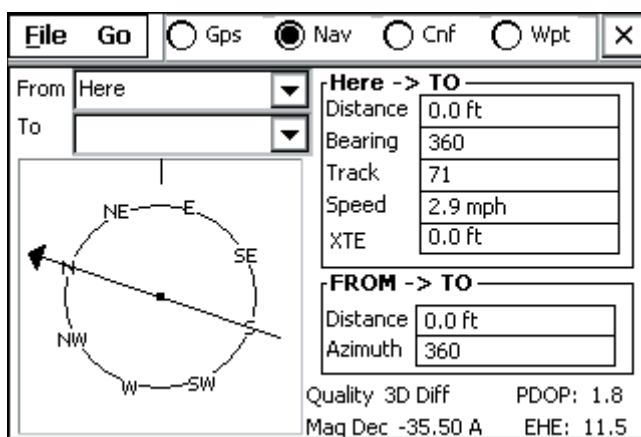 File Go Gps Nav Cnf Wpt ×
From Here
To
Here -> TO
Distance 0.0 ft
Bearing 360
Track 71
Speed 2.9 mph
XTE 0.0 ft
NE E
SE
N
S
NW
W SW
FROM -> TO
Distance 0.0 ft
Azimuth 360
Quality 3D Diff PDOP: 1.8
Mag Dec -35.50 A EHE: 11.5